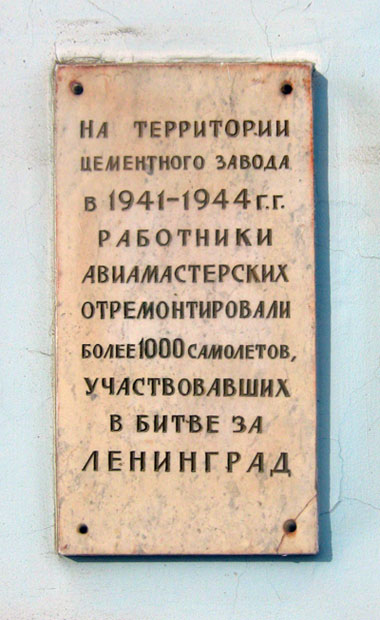 НА ТЕРРИТОРИИ
ЦЕМЕНТНОГО ЗАВОДА
В 1941-1944 Г.Г.
РАБОТНИКИ
АВИАМАСТЕРСКИХ
ОТРЕМОНТИРОВАЛИ
БОЛЕЕ 1000 САМОЛЕТОВ,
УЧАСТВОВАВШИХ
В БИТВЕ ЗА
ЛЕНИНГРАД